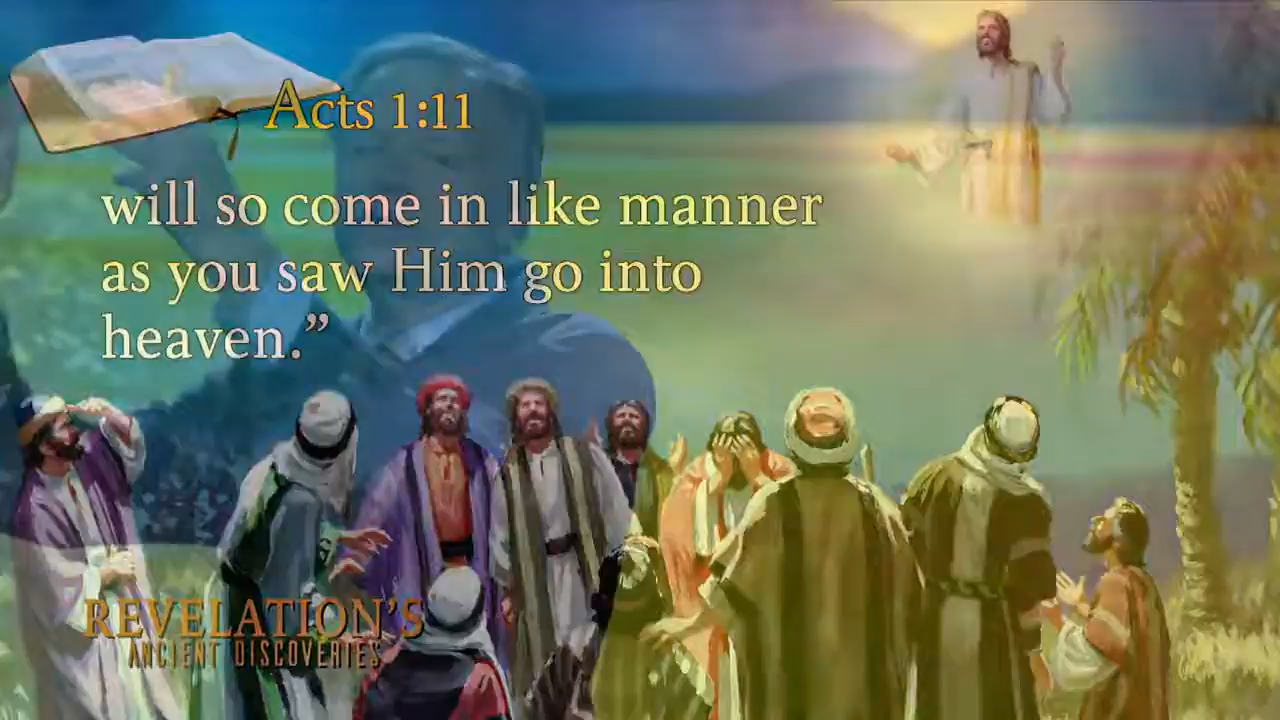 Acts 1:11
will so come in like manner
as you saw Him go into
heaven.”
REVELATION'S
ANCIENT DISCOVERIES